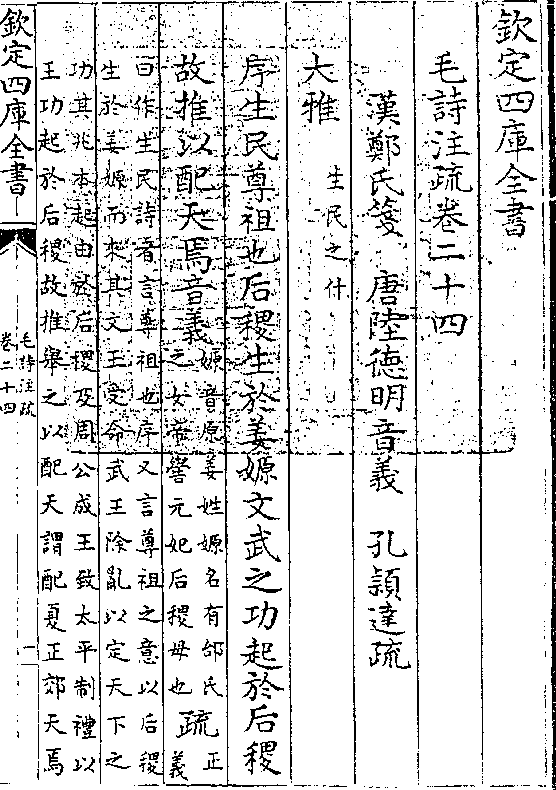 欽定四庫全書
毛詩注疏卷二十四
漢鄭氏箋 唐陸徳明音義 孔頴達疏
大雅 生民之什
序生民尊祖也后稷生於姜嫄文武之功起於后稷
故推以配天焉音義 嫄音原姜姓嫄名有邰氏
之女帝嚳元妃后稷母也 疏 正
義
曰作生民詩者言尊祖也序又言尊祖之意以后稷
生於姜嫄而來其文王受命武王除亂以定天下之
功其兆本起由於后稷及周公成王致太平制禮以
王功起於后稷故推舉之以配天謂配夏正郊天焉
欽定四庫全書
毛詩注疏
卷二十四
一